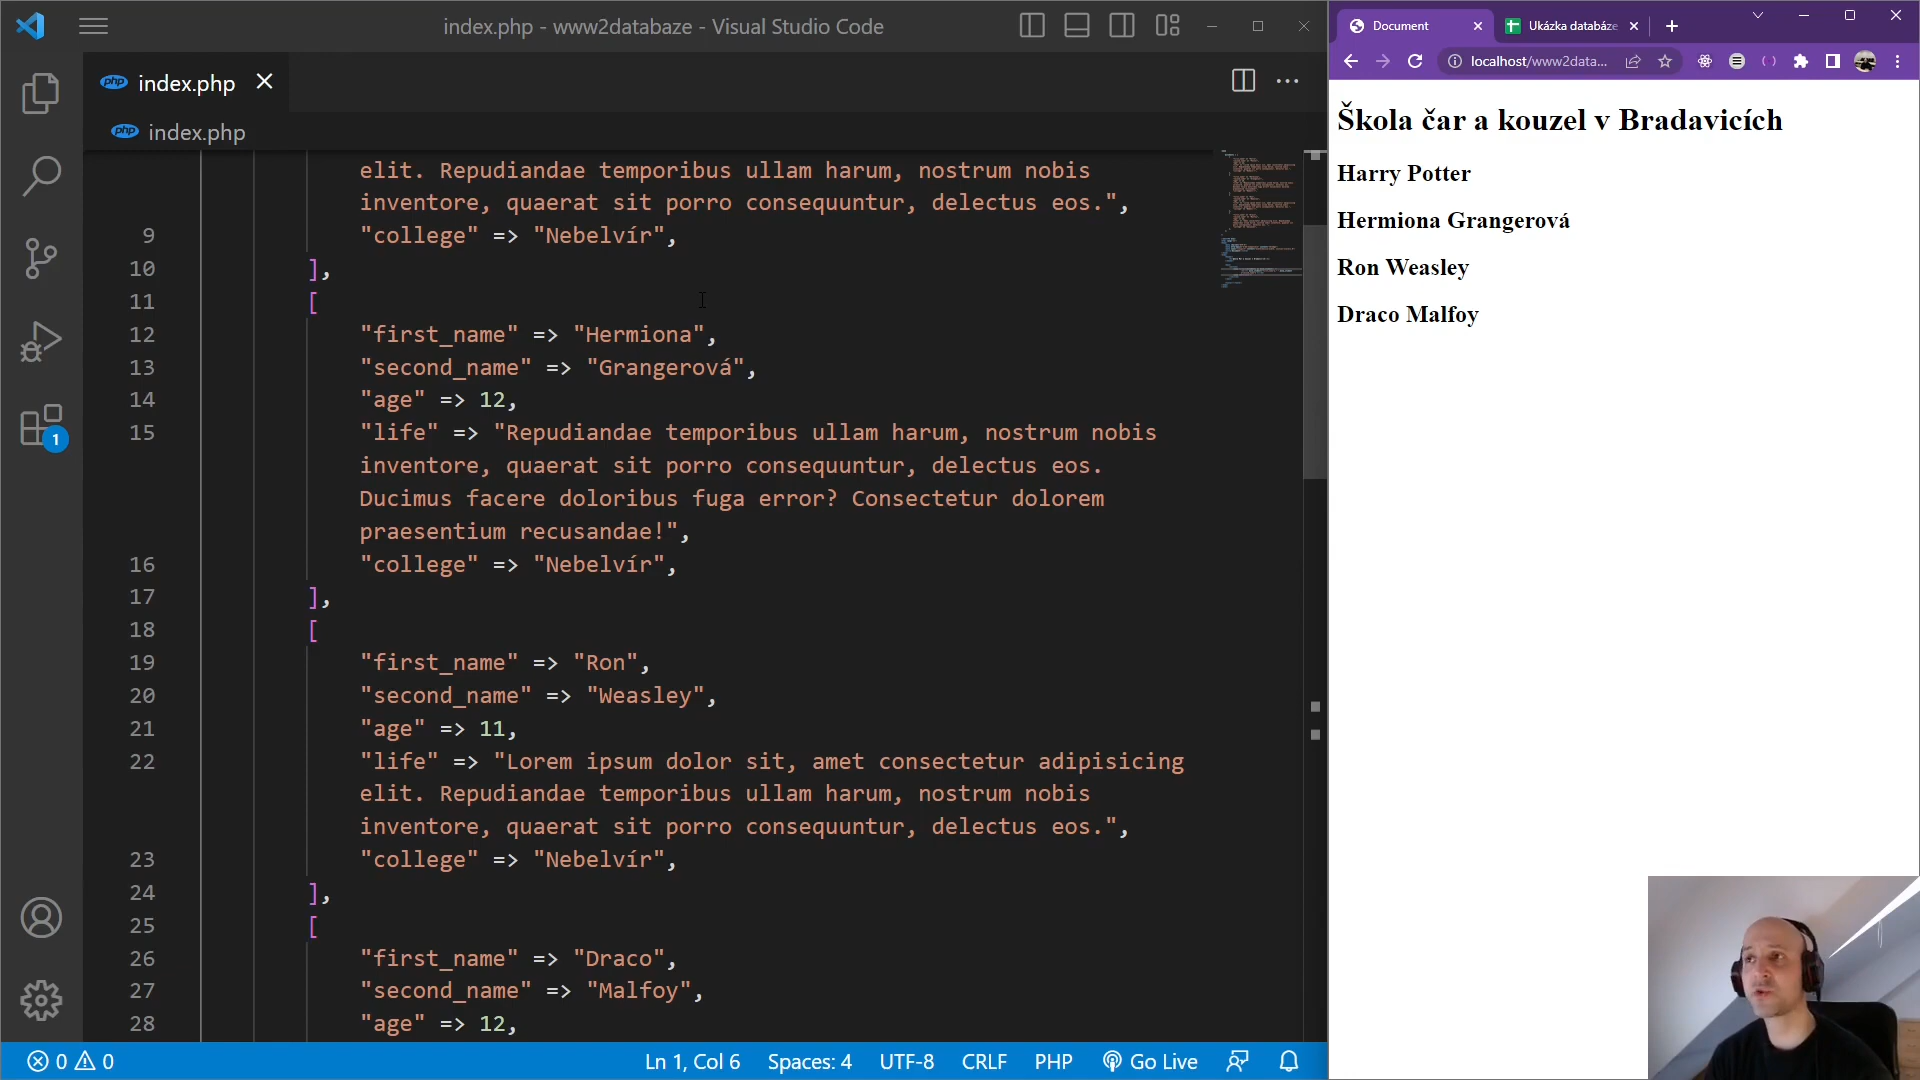 index.php - www2databaze - Visual Studio Code
php index.php
php index.php
elit. Repudiandae temporibus ullam harum, nostrum nobis
inventore, quaerat sit porro consequuntur, delectus eos.",
9 "college" => "Nebelvír",
10 ],
11 [
12 "first_name" => "Hermiona",
13 "second_name" => "Grangerová",
14 "age" => 12,
15 "life" => "Repudiandae temporibus ullam harum, nostrum nobis
inventore, quaerat sit porro consequuntur, delectus eos.
Ducimus facere doloribus fuga error? Consectetur dolorem
praesentium recusandae!",
16 "college" => "Nebelvír",
17 ],
18 [
19 "first_name" => "Ron",
20 "second_name" => "Weasley",
21 "age" => 11,
22 "life" => "Lorem ipsum dolor sit, amet consectetur adipisicing
elit. Repudiandae temporibus ullam harum, nostrum nobis
inventore, quaerat sit porro consequuntur, delectus eos.",
23 "college" => "Nebelvír",
24 ],
25 [
26 "first_name" => "Draco",
27 "second_name" => "Malfoy",
28 "age" => 12,
1
0 0 Ln 1, Col 6 Spaces: 4 UTF-8 CRLF PHP Go Live
Document Ukázka databáze
localhost/www2data...
Škola čar a kouzel v Bradavicích
Harry Potter
Hermiona Grangerová
Ron Weasley
Draco Malfoy